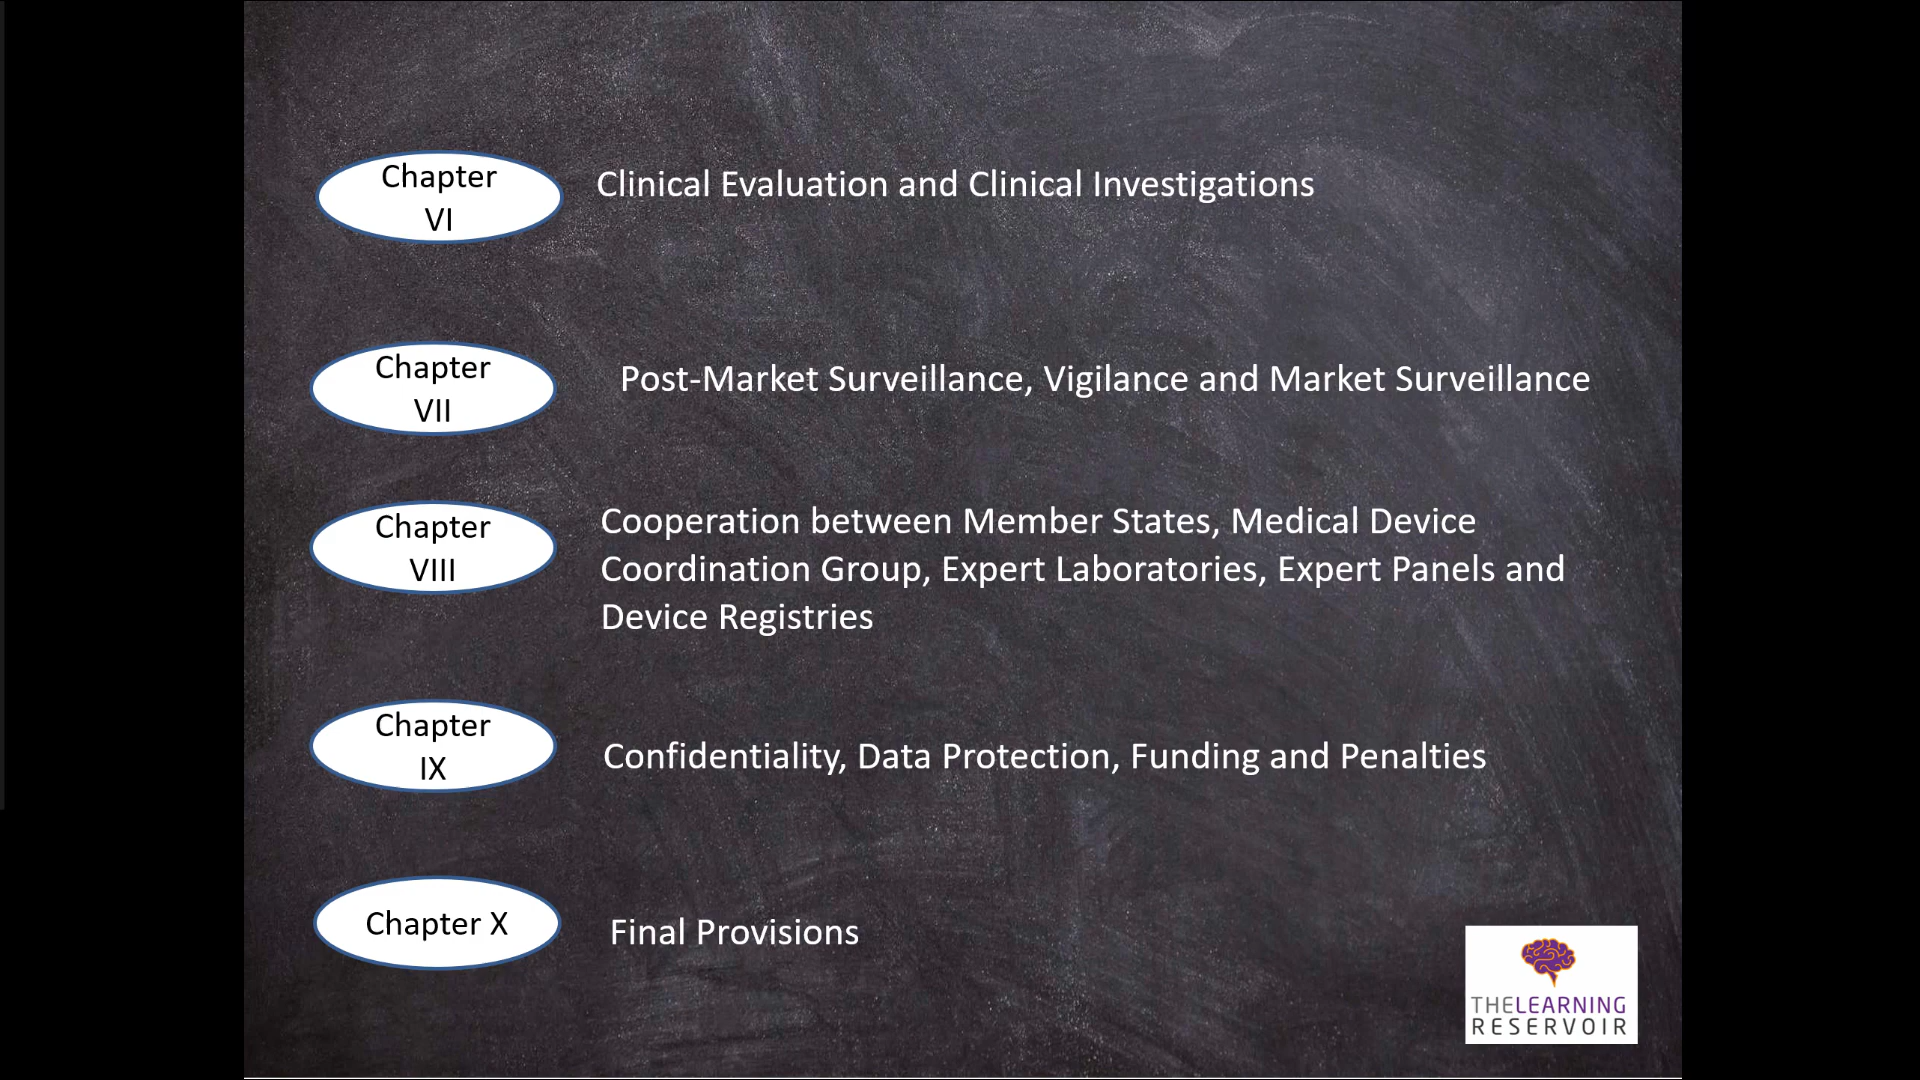 Chapter
VI
Clinical Evaluation and Clinical Investigations
Chapter
VII
Post-Market Surveillance, Vigilance and Market Surveillance
Chapter
VIII
Cooperation between Member States, Medical Device
Coordination Group, Expert Laboratories, Expert Panels and
Device Registries
Chapter
IX
Confidentiality, Data Protection, Funding and Penalties
Chapter X
Final Provisions
THELEARNING
RESERVOIR